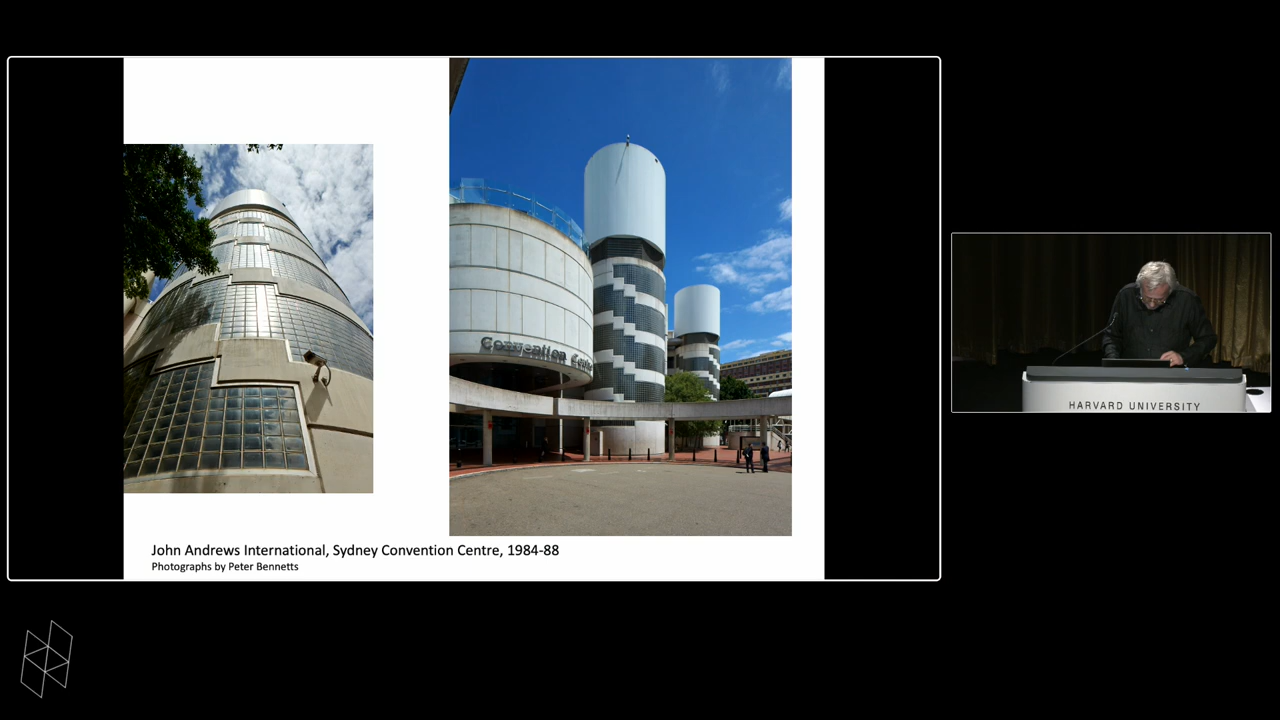 Convention Centre
John Andrews International, Sydney Convention Centre, 1984-88
Photographs by Peter Bennetts
HARVARD UNIVERSITY